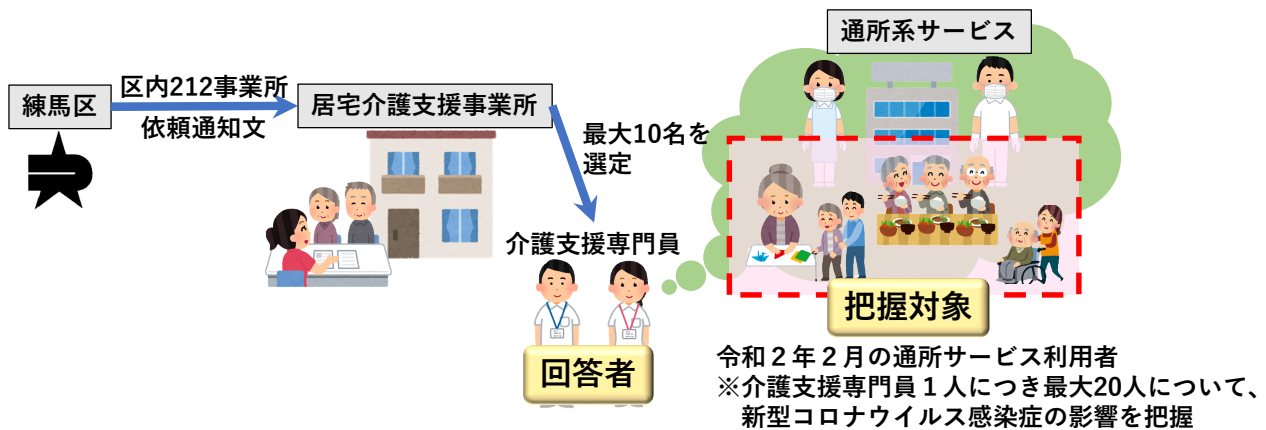 通所系サービス
練馬区
区内212事業所
依頼通知文
居宅介護支援事業所
最大10名を
選定
介護支援専門員
回答者
把握対象
令和２年２月の通所サービス利用者
※介護支援専門員１人につき最大20人について、
新型コロナウイルス感染症の影響を把握